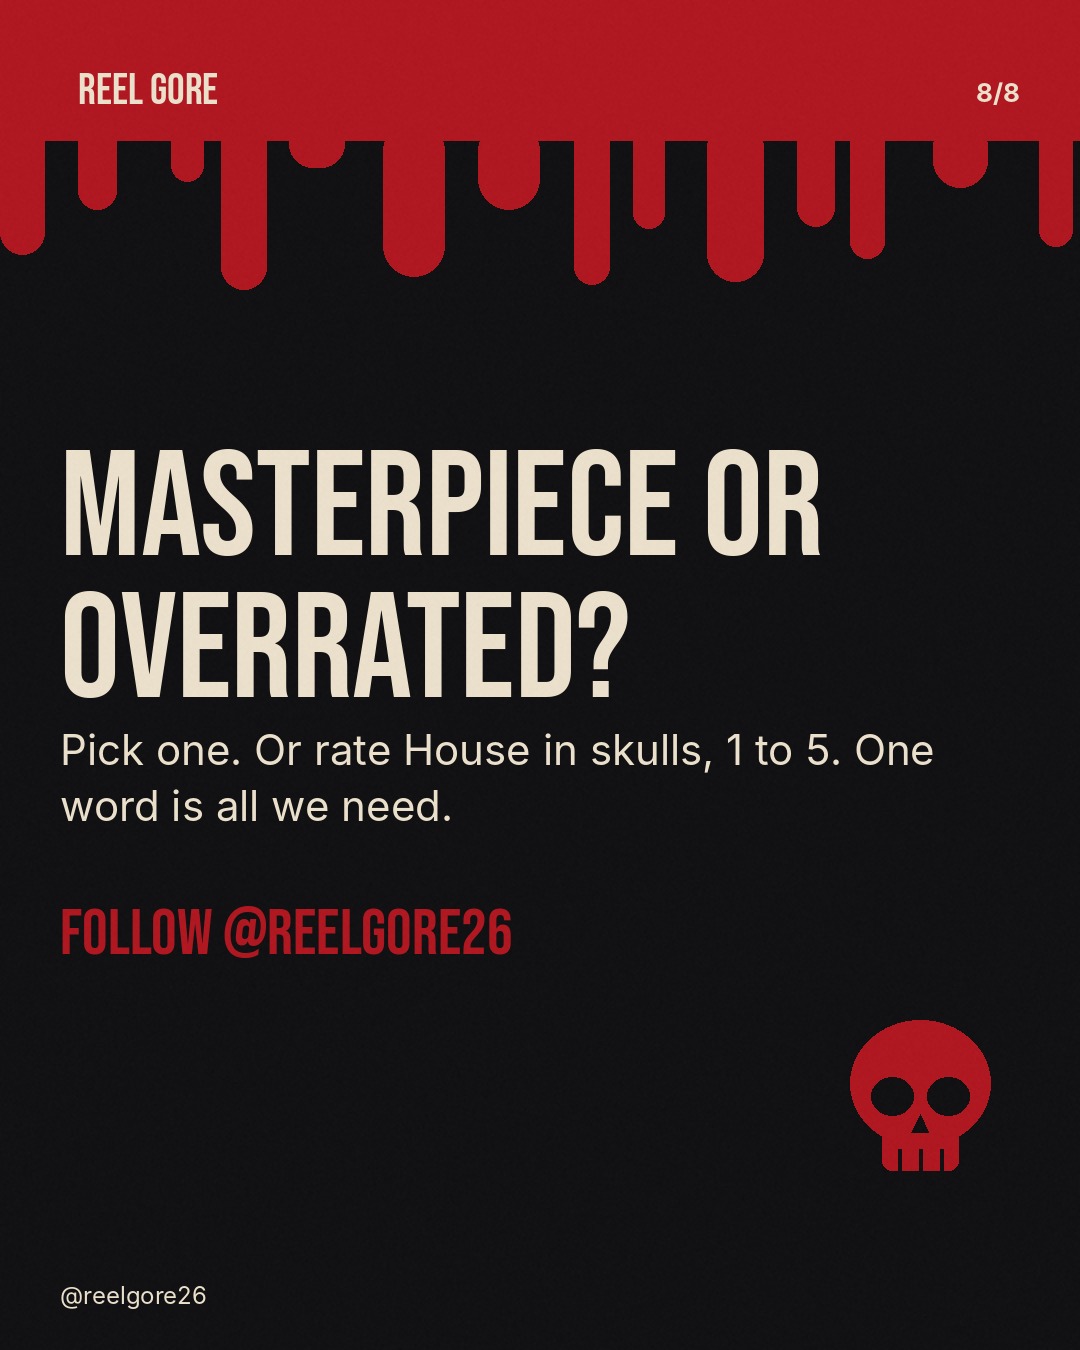 REEL GORE
8/8
MASTERPIECE OR
OVERRATED?
Pick one. Or rate House in skulls, 1 to 5. One
word is all we need.
FOLLOW @REELGORE26
@reelgore26